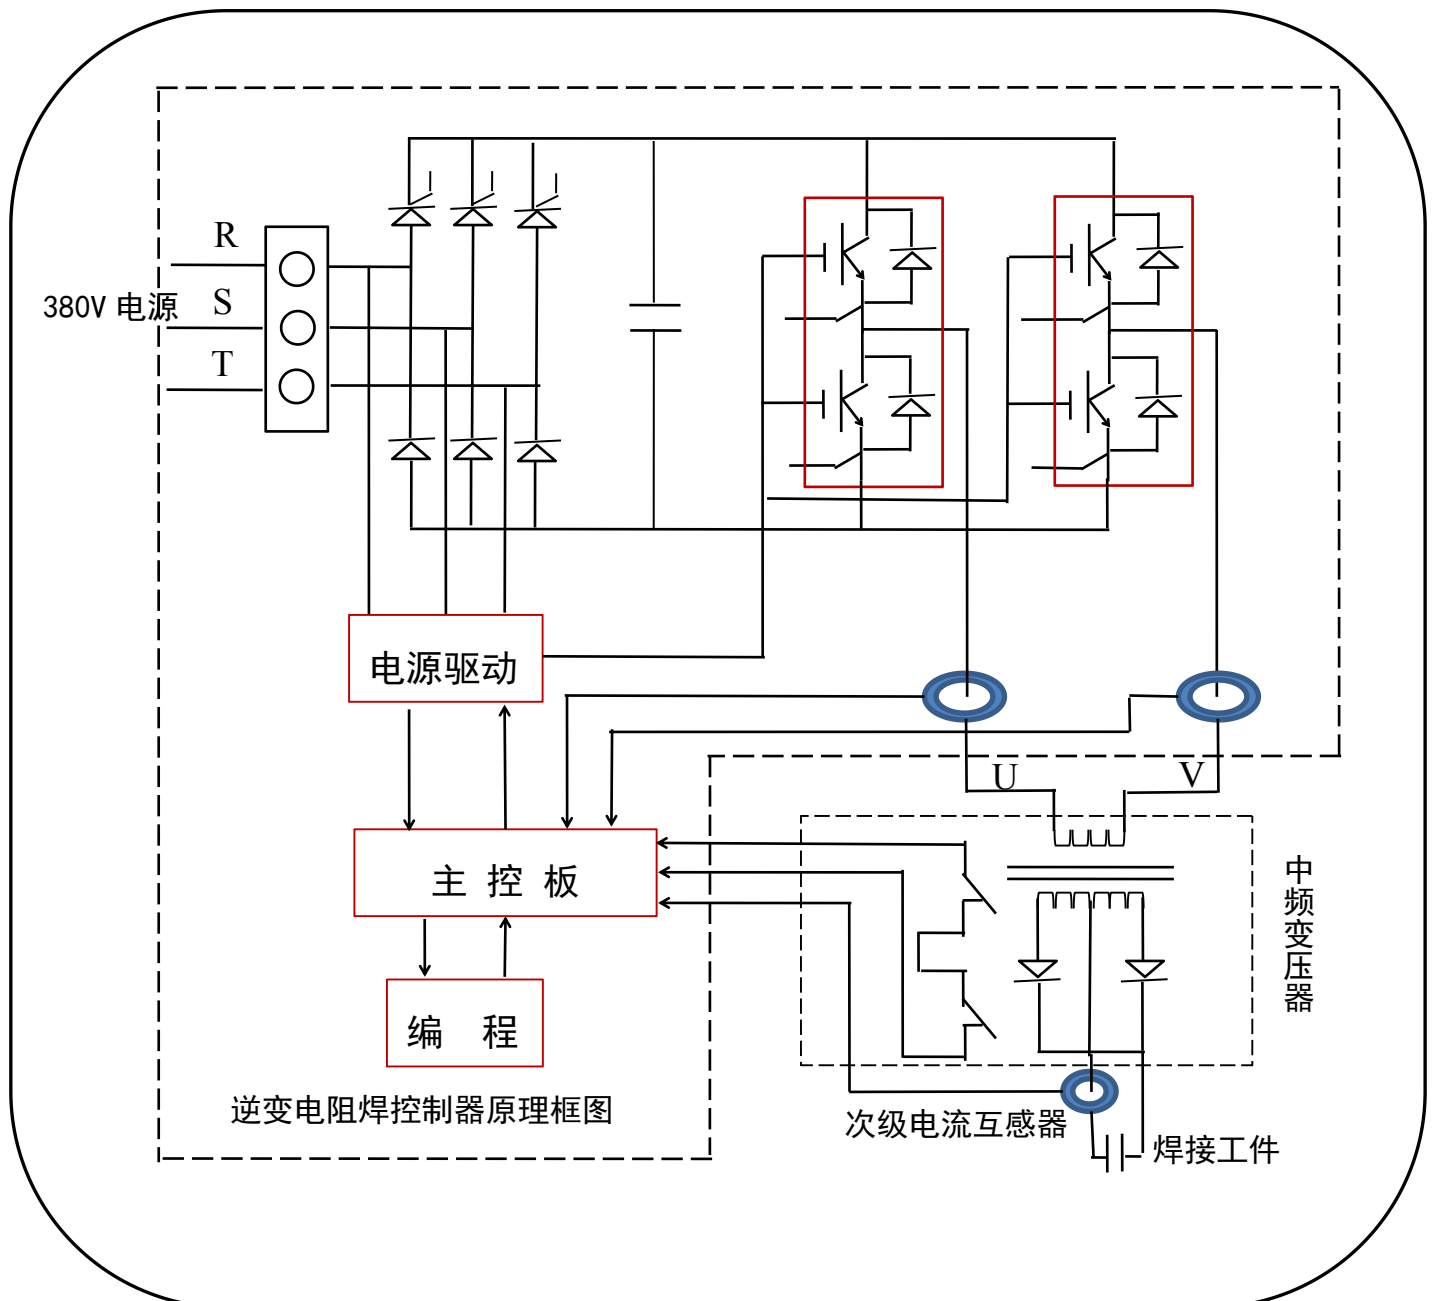 R
380V 电源
S
T
电源驱动
U
V
主 控 板
中频变压器
编 程
逆变电阻焊控制器原理框图
次级电流互感器
焊接工件